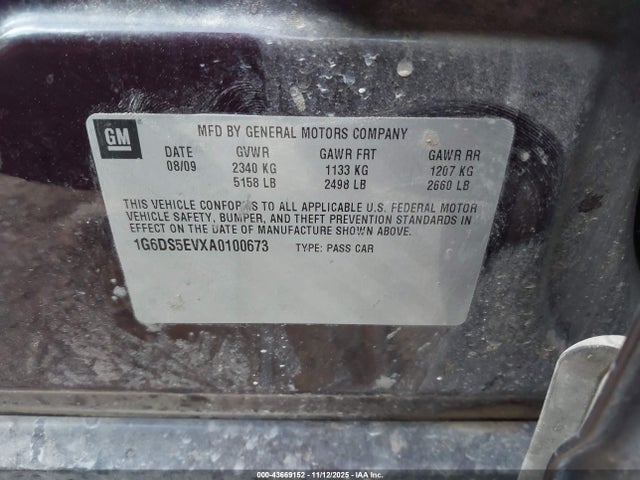 GM
MFD BY GENERAL MOTORS COMPANY
DATE GVWR GAWR FRT GAWR RR
08/09 2340 KG 1133 KG 1207 KG
5158 LB 2498 LB 2660 LB
THIS VEHICLE CONFORMS TO ALL APPLICABLE U.S. FEDERAL MOTOR
VEHICLE SAFETY, BUMPER, AND THEFT PREVENTION STANDARDS IN
EFFECT ON THE DATE OF MANUFACTURE SHOWN ABOVE.
1G6DS5EVXA0100673 TYPE: PASS CAR
000-43669152 - 11/12/2025 - IAAI.COM